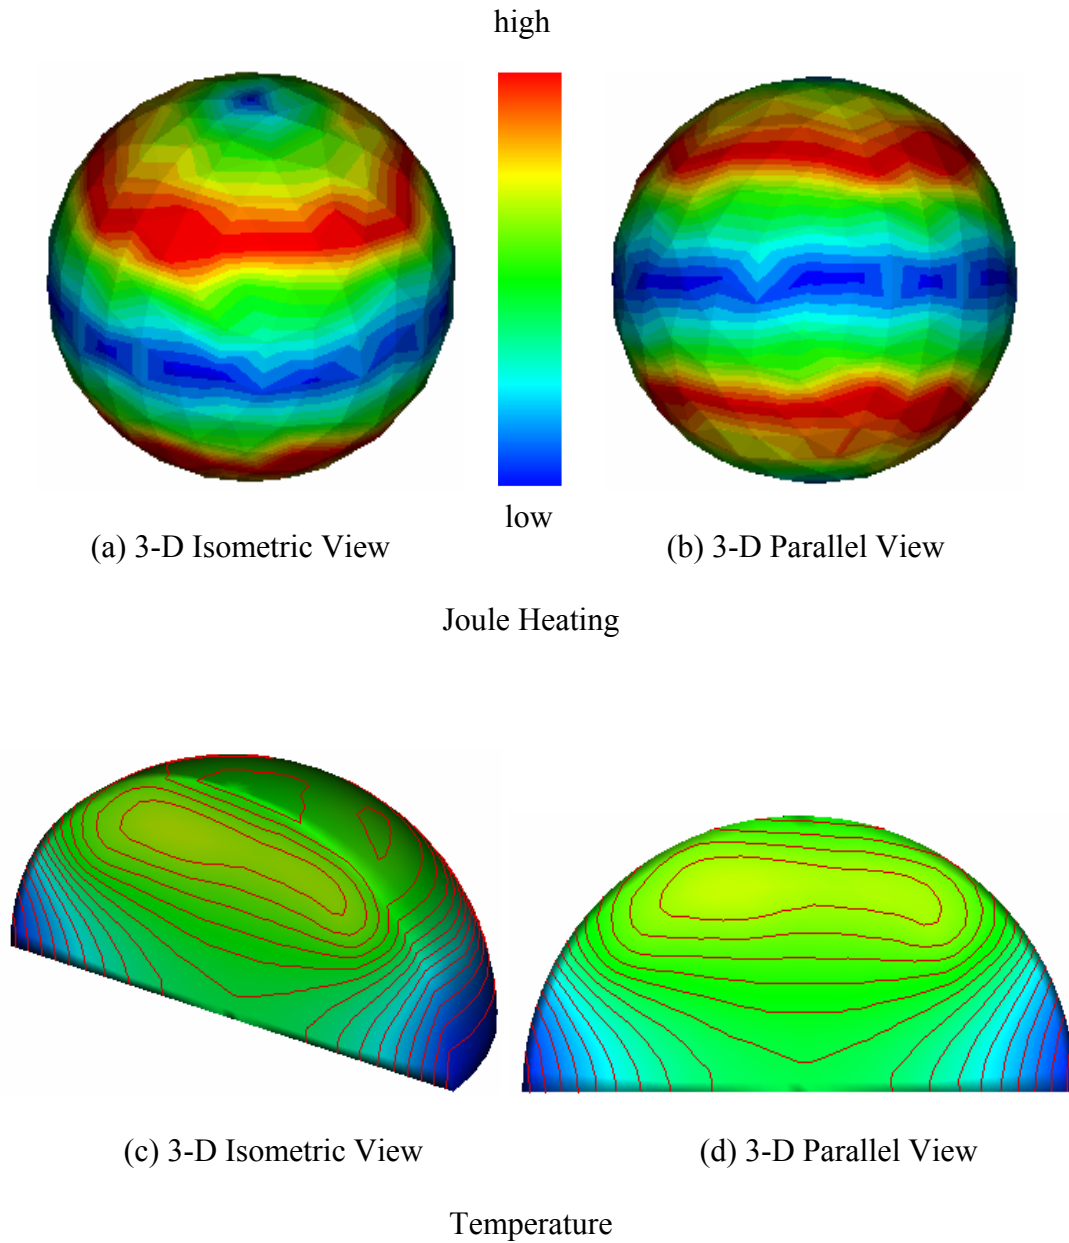 high
low
(a) 3-D Isometric View
(b) 3-D Parallel View
Joule Heating
(c) 3-D Isometric View
(d) 3-D Parallel View
Temperature